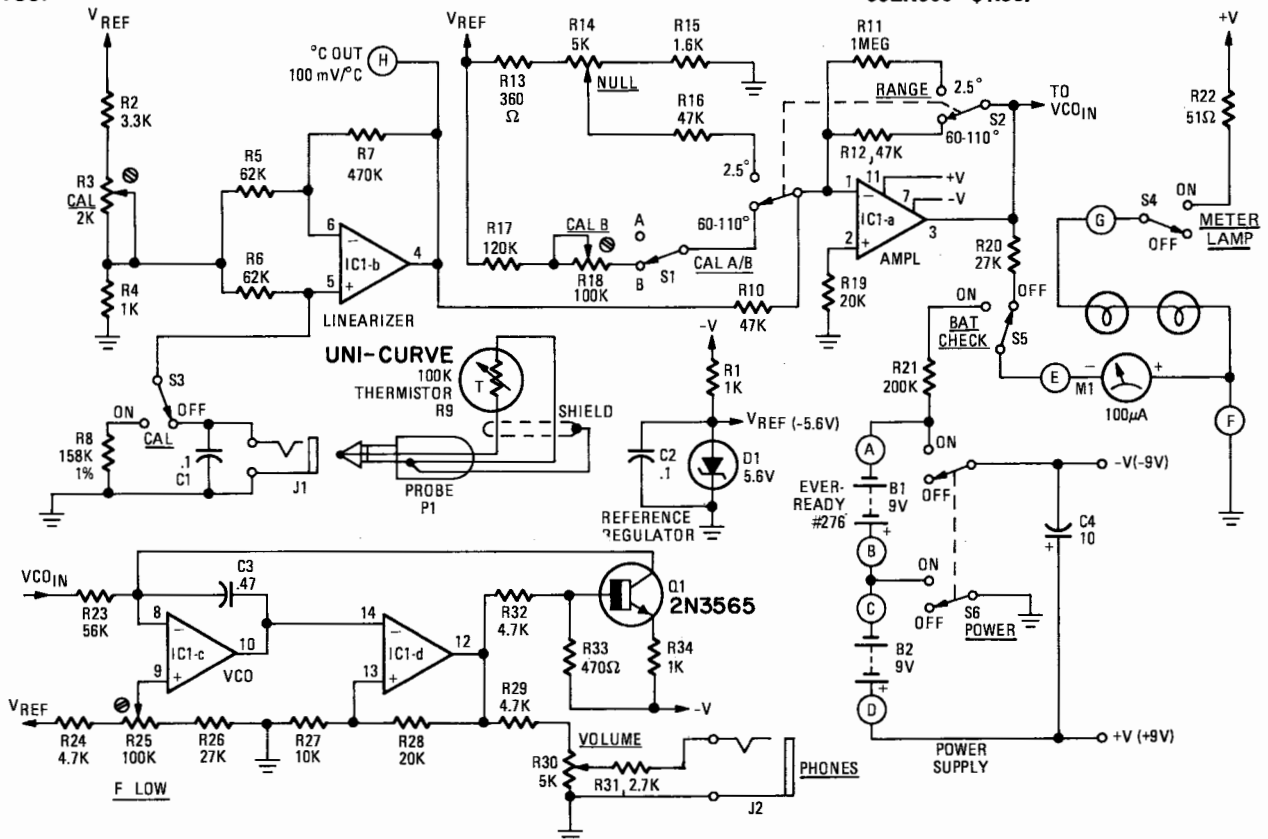 VREF
R2
3.3K
R3
CAL
2K
R4
1K
°C OUT
100 mV/°C
H
R5
62K
R6
62K
R7
470K
6
5
4
IC1-b
LINEARIZER
VREF
R13
360
Ω
R14
5K
NULL
R15
1.6K
R16
47K
2.5°
60-110°
R17
120K
CAL B
R18
100K
A
B
S1
CAL A/B
R10
47K
R11
1MEG
RANGE
2.5°
60-110°
S2
R12, 47K
TO
VCOIN
1
11
+V
7
-V
IC1-a
2
3
AMPL
R19
20K
R20
27K
+V
R22
51Ω
ON
S4
OFF
METER
LAMP
G
ON
OFF
BAT
CHECK
S5
R21
200K
E
-
M1
+
100µA
F
S3
ON
OFF
CAL
R8
158K
1%
.1
C1
J1
UNI-CURVE
100K
THERMISTOR
R9
T
SHIELD
PROBE
P1
-V
R1
1K
VREF (-5.6V)
C2
.1
D1
5.6V
REFERENCE
REGULATOR
A
EVER-
READY
#276
B1
9V
+
B
C
B2
9V
+
D
ON
OFF
ON
OFF
S6
POWER
-V(-9V)
C4
10
+
+V (+9V)
POWER
SUPPLY
VCOIN
R23
56K
C3
.47
8
9
10
IC1-c
VCO
14
13
12
IC1-d
R32
4.7K
Q1
2N3565
R33
470Ω
R34
1K
-V
VREF
R24
4.7K
R25
100K
R26
27K
R27
10K
R28
20K
R29
4.7K
F LOW
VOLUME
R30
5K
R31, 2.7K
PHONES
J2